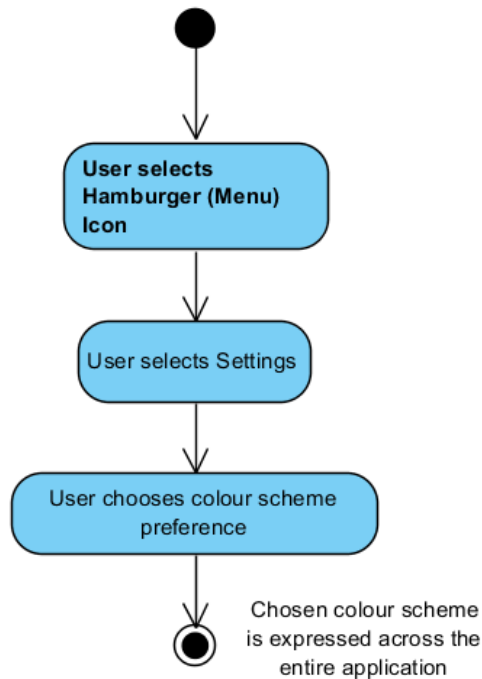 User selects
Hamburger (Menu)
Icon
User selects Settings
User chooses colour scheme
preference
Chosen colour scheme
is expressed across the
entire application